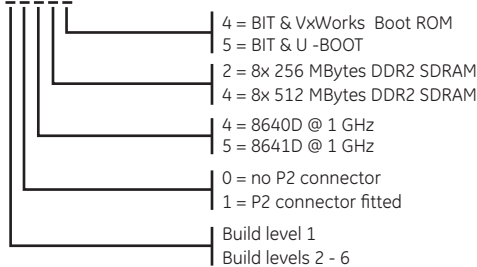 4 = BIT & VxWorks Boot ROM
5 = BIT & U -BOOT
2 = 8x 256 MBytes DDR2 SDRAM
4 = 8x 512 MBytes DDR2 SDRAM
4 = 8640D @ 1 GHz
5 = 8641D @ 1 GHz
0 = no P2 connector
1 = P2 connector fitted
Build level 1
Build levels 2 - 6